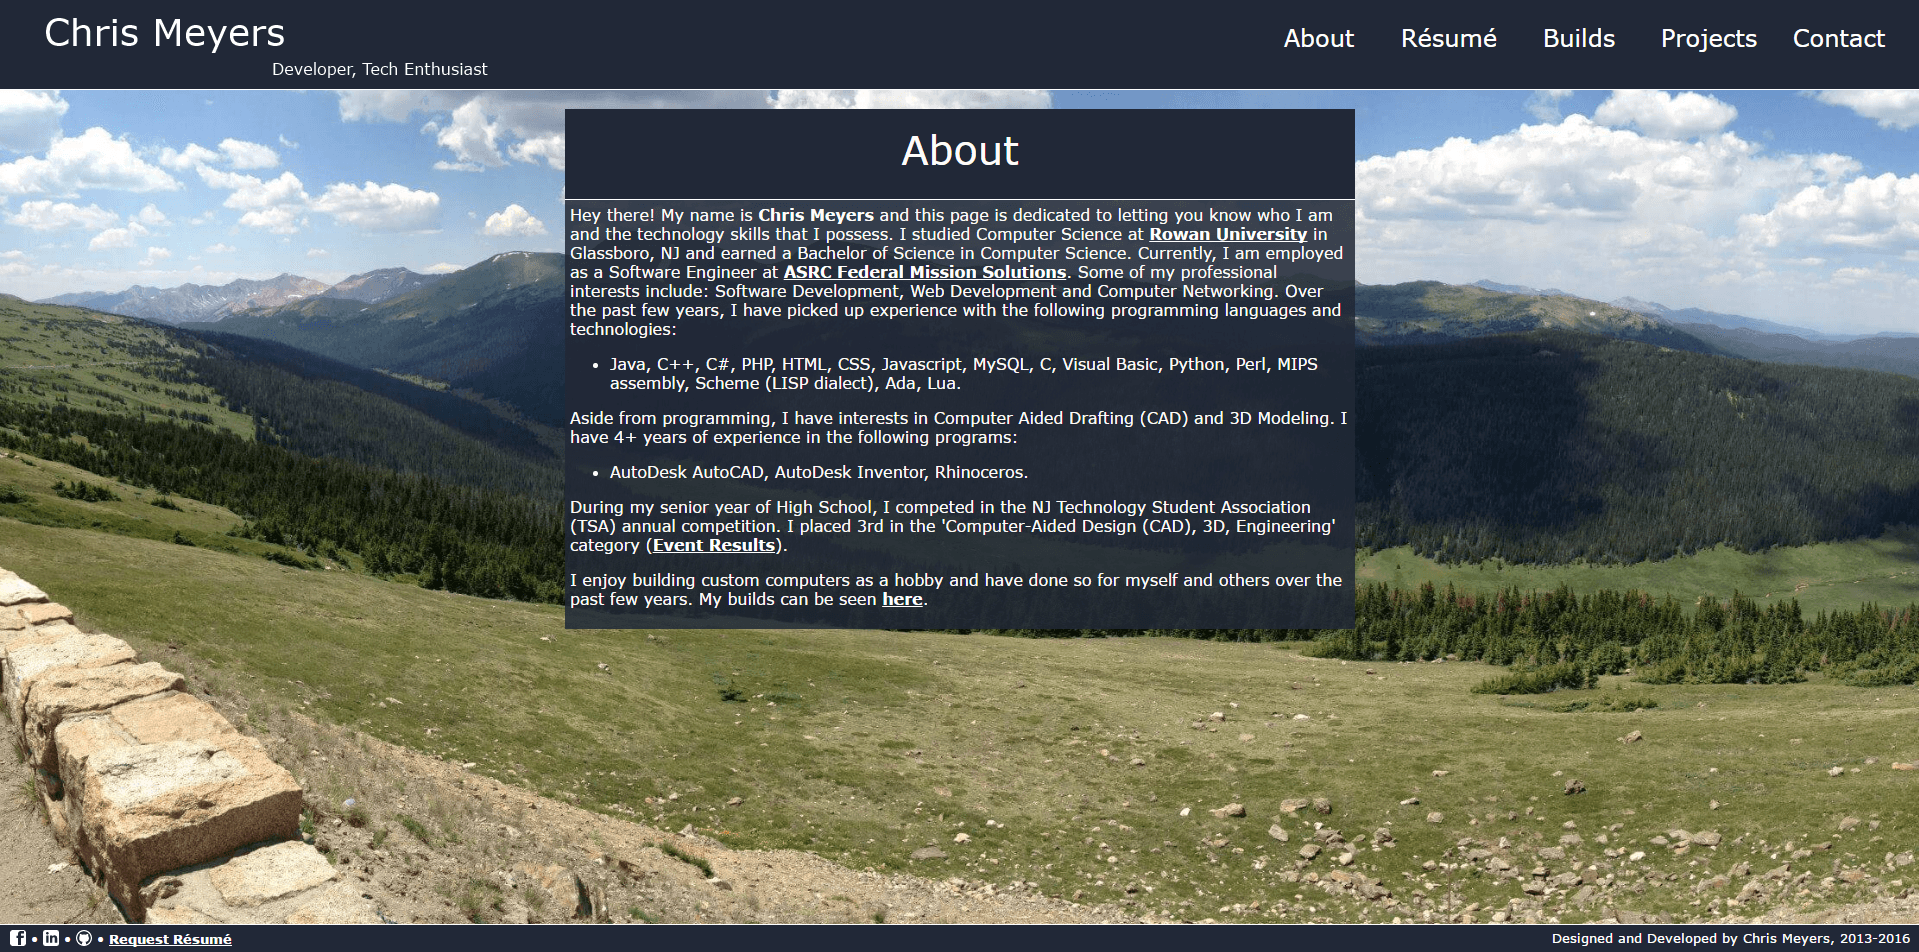 Chris Meyers
Developer, Tech Enthusiast
About Résumé Builds Projects Contact
About
Hey there! My name is Chris Meyers and this page is dedicated to letting you know who I am
and the technology skills that I possess. I studied Computer Science at Rowan University in
Glassboro, NJ and earned a Bachelor of Science in Computer Science. Currently, I am employed
as a Software Engineer at ASRC Federal Mission Solutions. Some of my professional
interests include: Software Development, Web Development and Computer Networking. Over
the past few years, I have picked up experience with the following programming languages and
technologies:
• Java, C++, C#, PHP, HTML, CSS, Javascript, MySQL, C, Visual Basic, Python, Perl, MIPS
assembly, Scheme (LISP dialect), Ada, Lua.
Aside from programming, I have interests in Computer Aided Drafting (CAD) and 3D Modeling. I
have 4+ years of experience in the following programs:
• AutoDesk AutoCAD, AutoDesk Inventor, Rhinoceros.
During my senior year of High School, I competed in the NJ Technology Student Association
(TSA) annual competition. I placed 3rd in the 'Computer-Aided Design (CAD), 3D, Engineering'
category (Event Results).
I enjoy building custom computers as a hobby and have done so for myself and others over the
past few years. My builds can be seen here.
• • • Request Résumé
Designed and Developed by Chris Meyers, 2013-2016